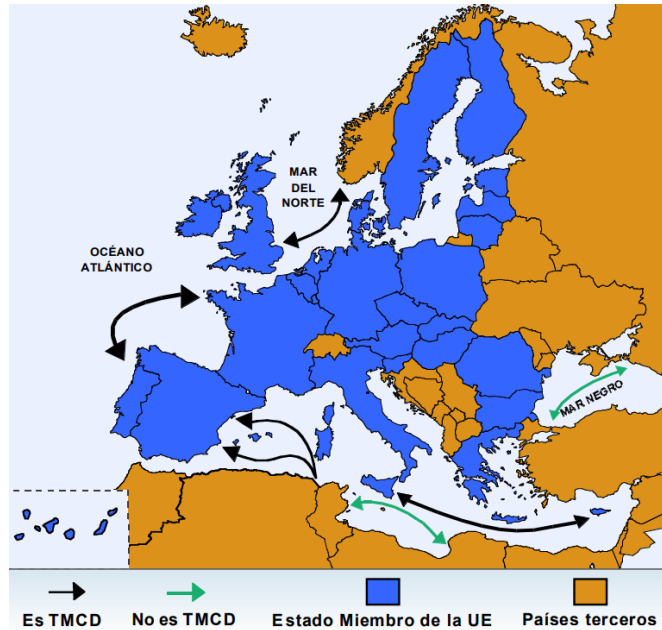 MAR
DEL
NORTE
OCÉANO
ATLÁNTICO
MAR NEGRO
Es TMCD
No es TMCD
Estado Miembro de la UE
Países terceros